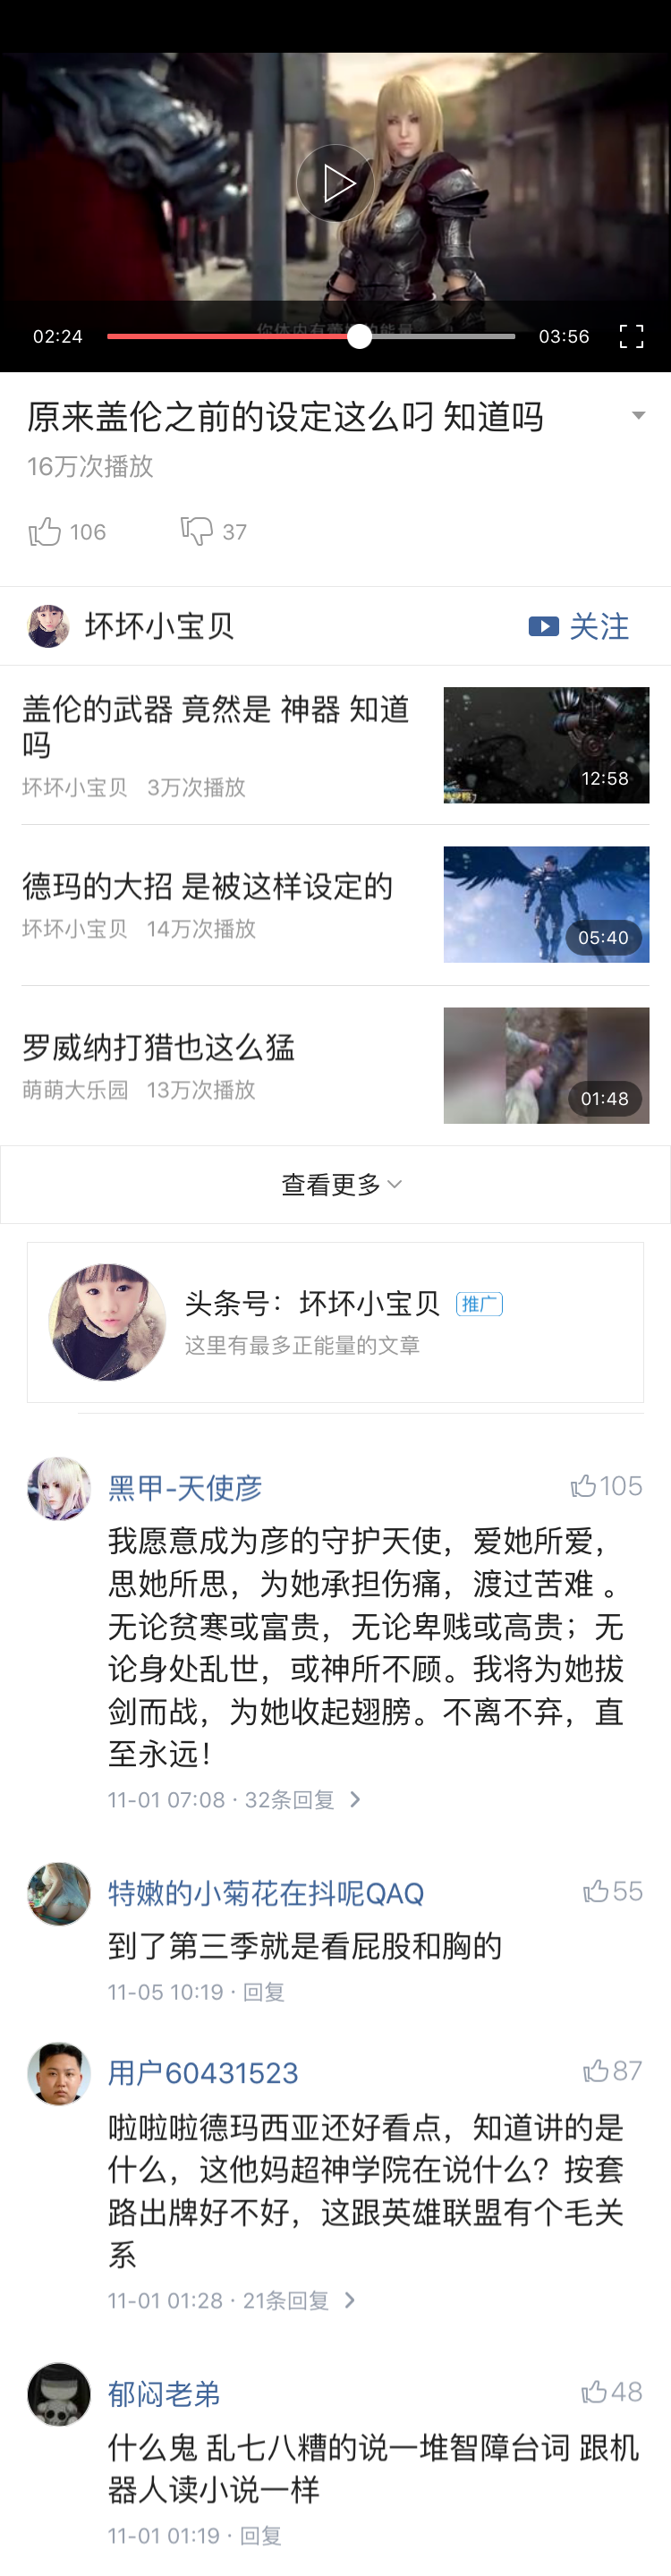 你体内有蕾娜的能量
02:24
03:56
原来盖伦之前的设定这么叼 知道吗
16万次播放
106
37
坏坏小宝贝
关注
盖伦的武器 竟然是 神器 知道
吗
坏坏小宝贝 3万次播放
12:58
德玛的大招 是被这样设定的
坏坏小宝贝 14万次播放
05:40
罗威纳打猎也这么猛
萌萌大乐园 13万次播放
01:48
查看更多
头条号：坏坏小宝贝 推广
这里有最多正能量的文章
黑甲-天使彦
105
我愿意成为彦的守护天使，爱她所爱，
思她所思，为她承担伤痛，渡过苦难 。
无论贫寒或富贵，无论卑贱或高贵；无
论身处乱世，或神所不顾。我将为她拔
剑而战，为她收起翅膀。不离不弃，直
至永远！
11-01 07:08 · 32条回复
特嫩的小菊花在抖呢QAQ
55
到了第三季就是看屁股和胸的
11-05 10:19 · 回复
用户60431523
87
啦啦啦德玛西亚还好看点，知道讲的是
什么，这他妈超神学院在说什么？按套
路出牌好不好，这跟英雄联盟有个毛关
系
11-01 01:28 · 21条回复
郁闷老弟
48
什么鬼 乱七八糟的说一堆智障台词 跟机
器人读小说一样
11-01 01:19 · 回复